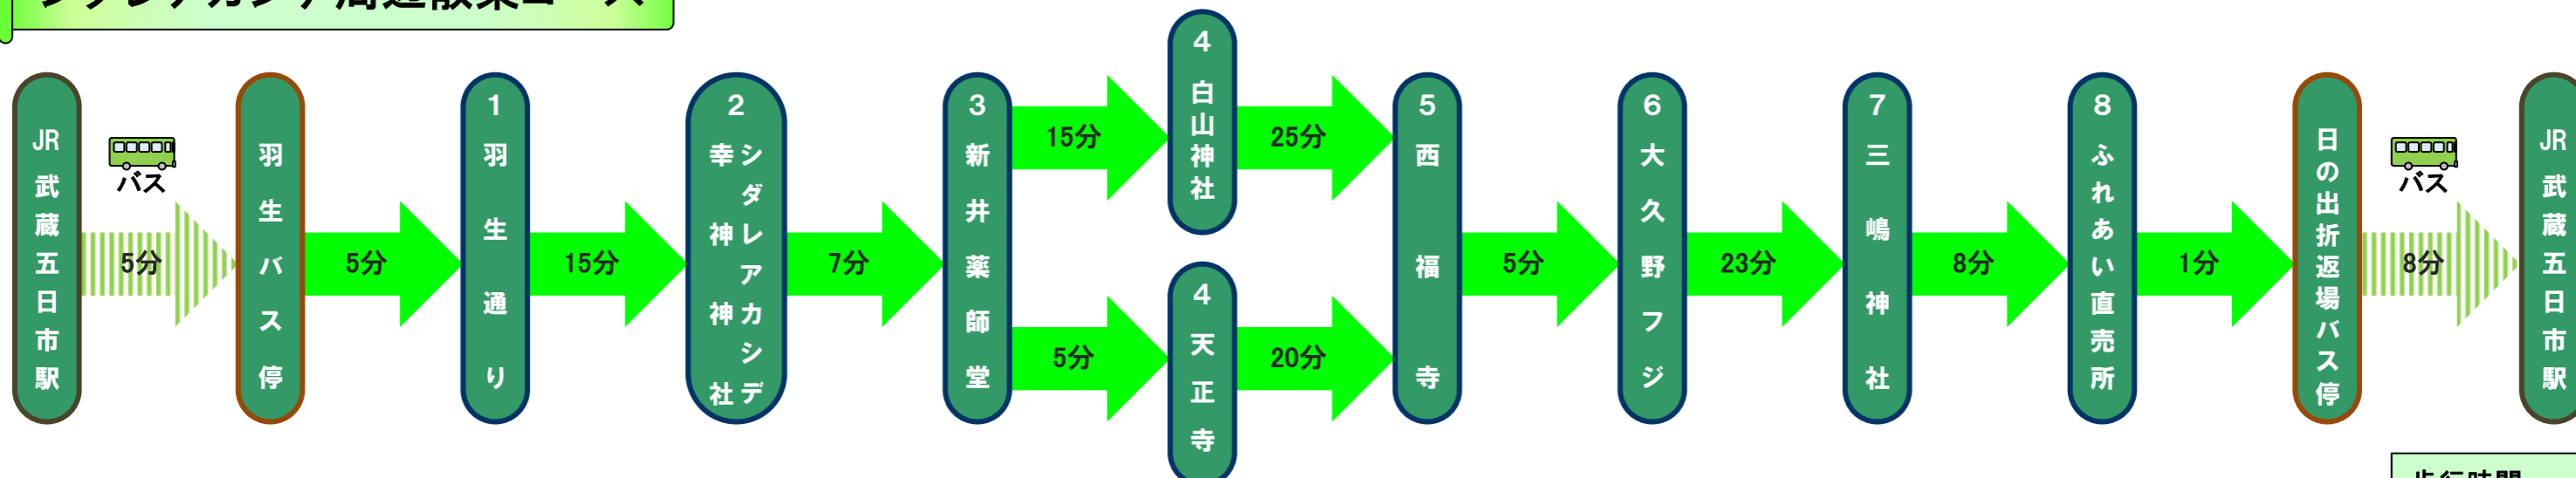 JR武蔵五日市駅
バス
5分
羽生バス停
5分
1 羽生通り
15分
2 幸神神社
シダレアカシデ
7分
3 新井薬師堂
15分
4 白山神社
25分
5分
4 天正寺
20分
5 西福寺
5分
6 大久野フジ
23分
7 三嶋神社
8分
8 ふれあい直売所
1分
日の出折返場バス停
バス
8分
JR武蔵五日市駅